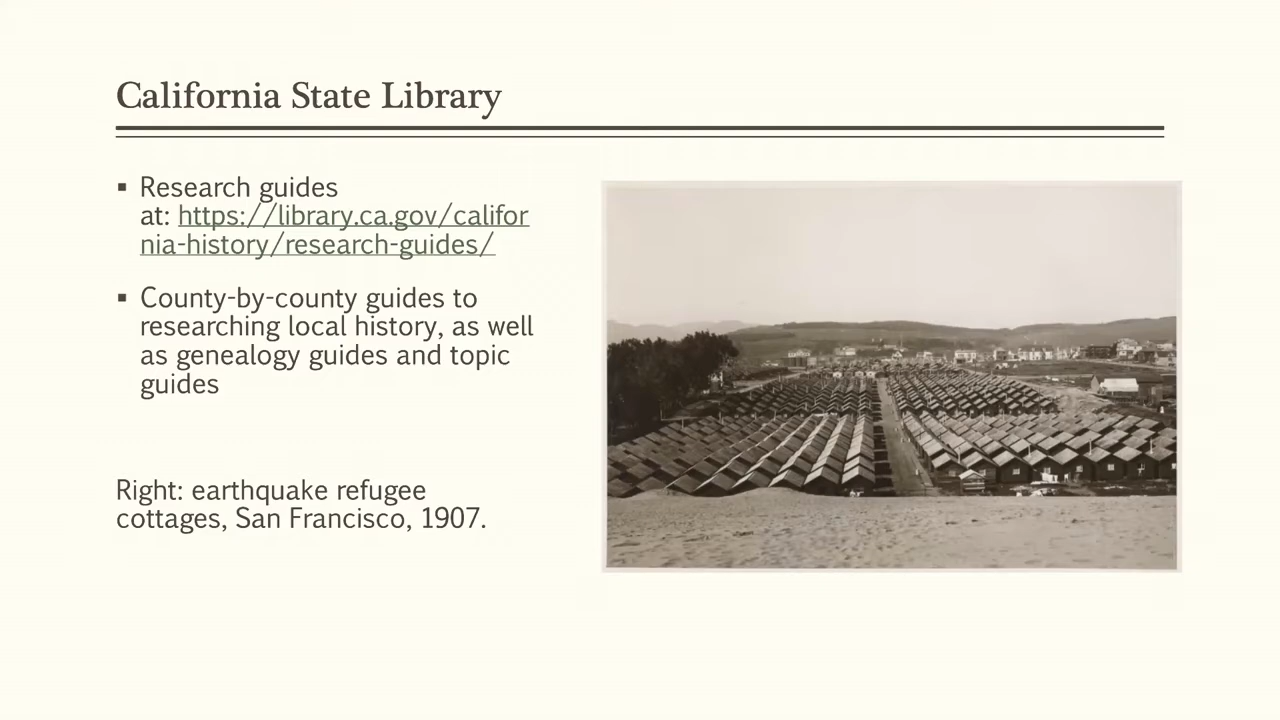 California State Library
▪ Research guides
at: https://library.ca.gov/califor
nia-history/research-guides/
▪ County-by-county guides to
researching local history, as well
as genealogy guides and topic
guides
Right: earthquake refugee
cottages, San Francisco, 1907.